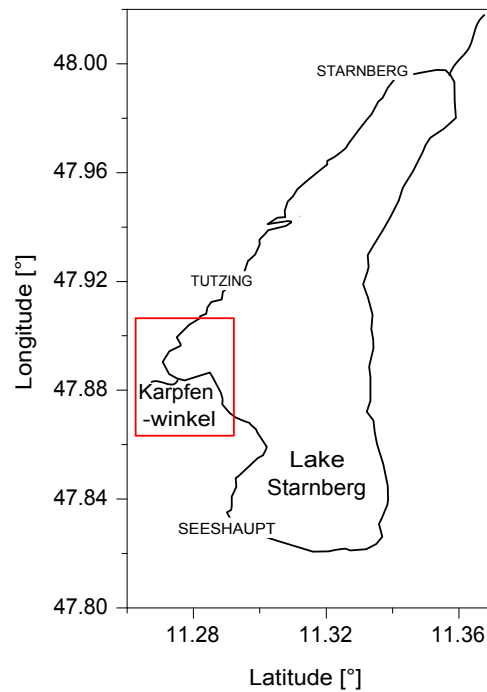 48.00
STARNBERG
47.96
47.92
TUTZING
Longitude [°]
47.88
Karpfen
-winkel
Lake
Starnberg
47.84
SEESHAUPT
47.80
11.28
11.32
11.36
Latitude [°]